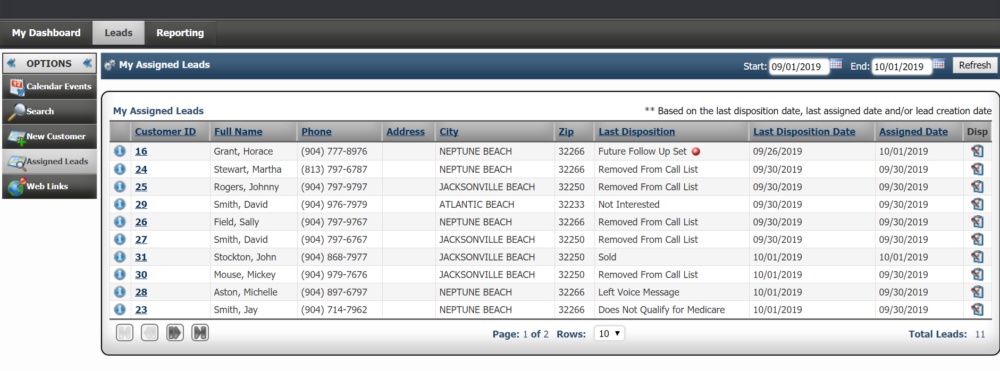 My Dashboard Leads Reporting
OPTIONS
12 Calendar Events
Search
New Customer
Assigned Leads
Web Links
My Assigned Leads Start: 09/01/2019 End: 10/01/2019 Refresh
My Assigned Leads ** Based on the last disposition date, last assigned date and/or lead creation date
Customer ID Full Name Phone Address City Zip Last Disposition Last Disposition Date Assigned Date Disp
16 Grant, Horace (904) 777-8976 NEPTUNE BEACH 32266 Future Follow Up Set 09/26/2019 10/01/2019
24 Stewart, Martha (813) 797-6787 NEPTUNE BEACH 32266 Removed From Call List 09/30/2019 09/30/2019
25 Rogers, Johnny (904) 797-9797 JACKSONVILLE BEACH 32250 Removed From Call List 09/30/2019 09/30/2019
29 Smith, David (904) 976-7979 ATLANTIC BEACH 32233 Not Interested 09/30/2019 09/30/2019
26 Field, Sally (904) 797-9767 NEPTUNE BEACH 32266 Removed From Call List 09/30/2019 09/30/2019
27 Smith, David (904) 797-6767 JACKSONVILLE BEACH 32250 Removed From Call List 09/30/2019 09/30/2019
31 Stockton, John (904) 868-7977 JACKSONVILLE BEACH 32250 Sold 10/01/2019 10/01/2019
30 Mouse, Mickey (904) 979-7676 JACKSONVILLE BEACH 32250 Removed From Call List 10/01/2019 09/30/2019
28 Aston, Michelle (904) 897-6797 NEPTUNE BEACH 32266 Left Voice Message 10/01/2019 09/30/2019
23 Smith, Jay (904) 714-7962 NEPTUNE BEACH 32266 Does Not Qualify for Medicare 10/01/2019 09/30/2019
Page: 1 of 2 Rows: 10 Total Leads: 11